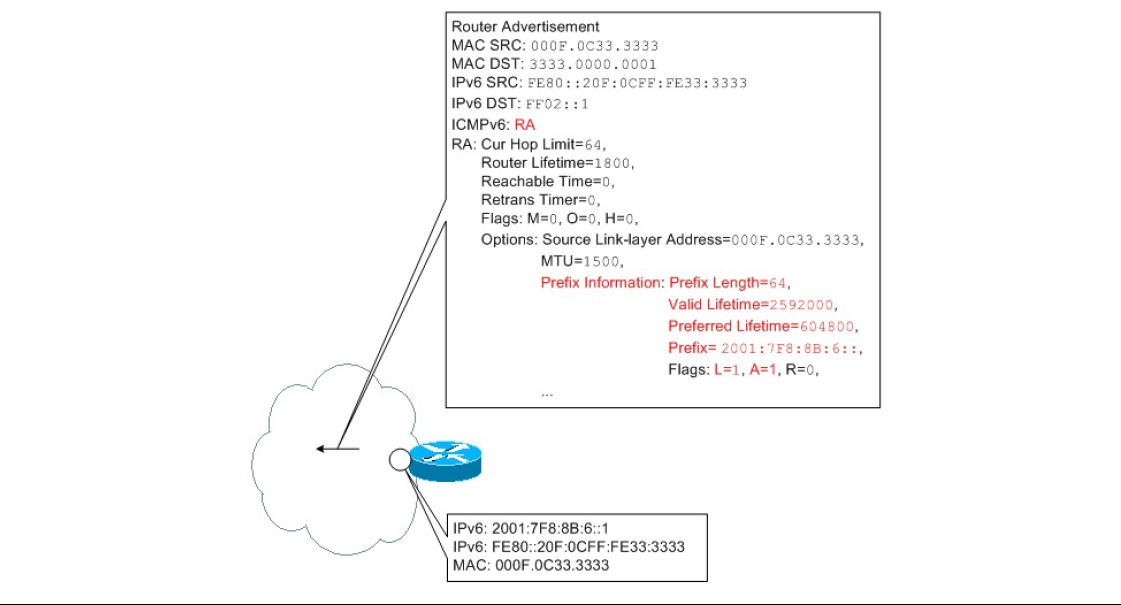 Router Advertisement
MAC SRC: 000F.0C33.3333
MAC DST: 3333.0000.0001
IPv6 SRC: FE80::20F:0CFF:FE33:3333
IPv6 DST: FF02::1
ICMPv6: RA
RA: Cur Hop Limit=64,
Router Lifetime=1800,
Reachable Time=0,
Retrans Timer=0,
Flags: M=0, O=0, H=0,
Options: Source Link-layer Address=000F.0C33.3333,
MTU=1500,
Prefix Information: Prefix Length=64,
Valid Lifetime=2592000,
Preferred Lifetime=604800,
Prefix= 2001:7F8:8B:6::,
Flags: L=1, A=1, R=0,
...
IPv6: 2001:7F8:8B:6::1
IPv6: FE80::20F:0CFF:FE33:3333
MAC: 000F.0C33.3333